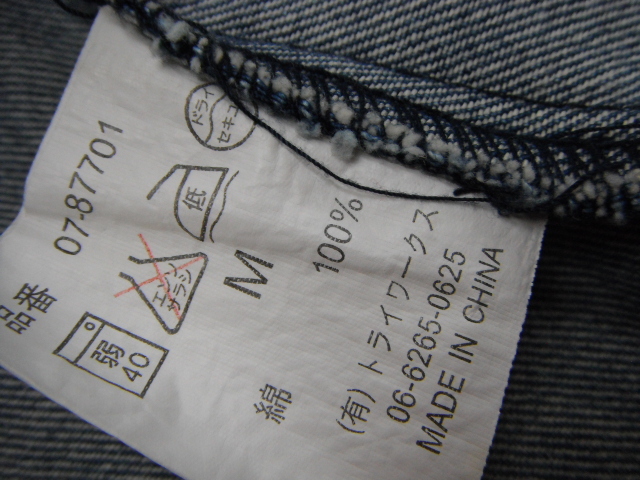 品番 07-87701
弱 40
エンソ
サラシ
低
ドライ
セキユ
M
綿 100%
(有)トライワークス
06-6265-0625
MADE IN CHINA